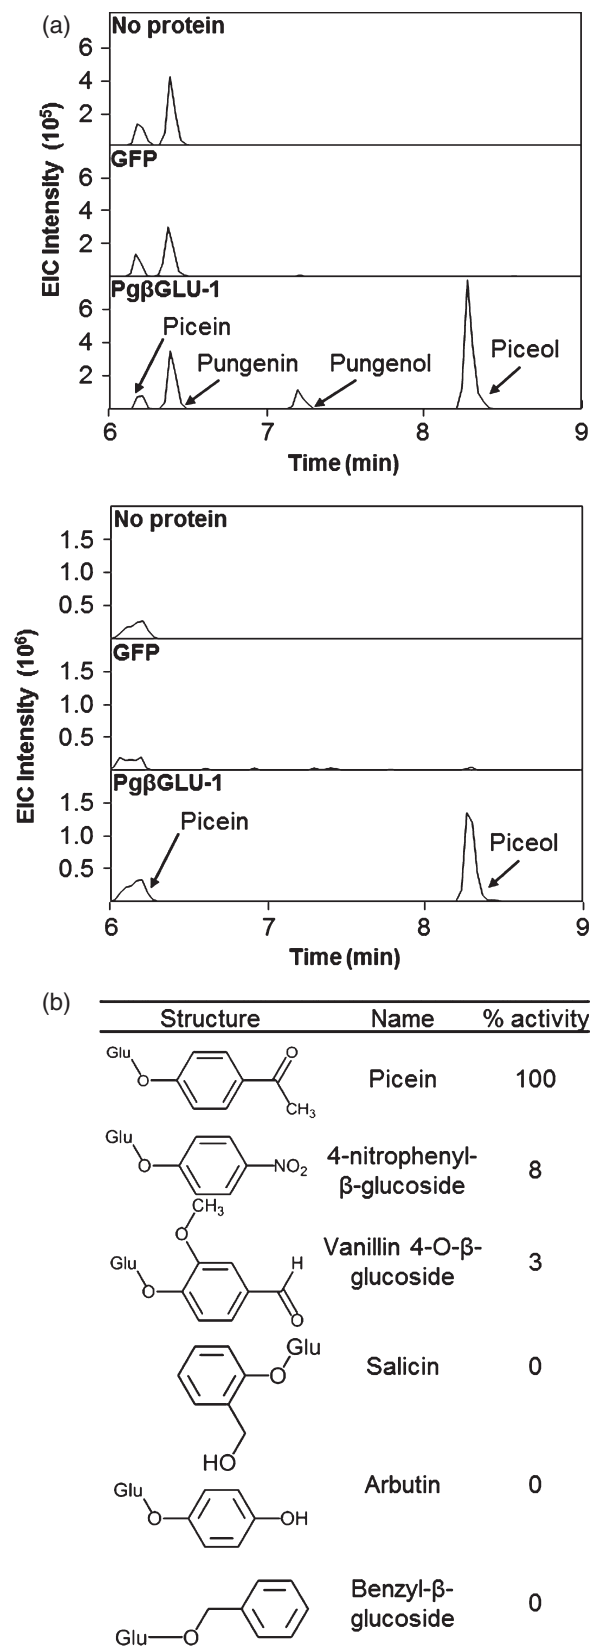 (a)
No protein
6
4
2
GFP
6
4
2
PgβGLU-1
6
4
2
Picein
Pungenin
Pungenol
Piceol
EIC Intensity (10⁵)
6 7 8 9
Time (min)
No protein
1.5
1.0
0.5
GFP
1.5
1.0
0.5
PgβGLU-1
1.5
1.0
0.5
Picein
Piceol
EIC Intensity (10⁶)
6 7 8 9
Time (min)
(b)
Structure Name % activity
Glu
O
O
CH₃
Picein 100
Glu
O
NO₂
4-nitrophenyl-
β-glucoside
8
CH₃
O
Glu
O
H
O
Vanillin 4-O-β-
glucoside
3
Glu
O
HO
Salicin 0
Glu
O
OH
Arbutin 0
Glu
O
Benzyl-β-
glucoside
0